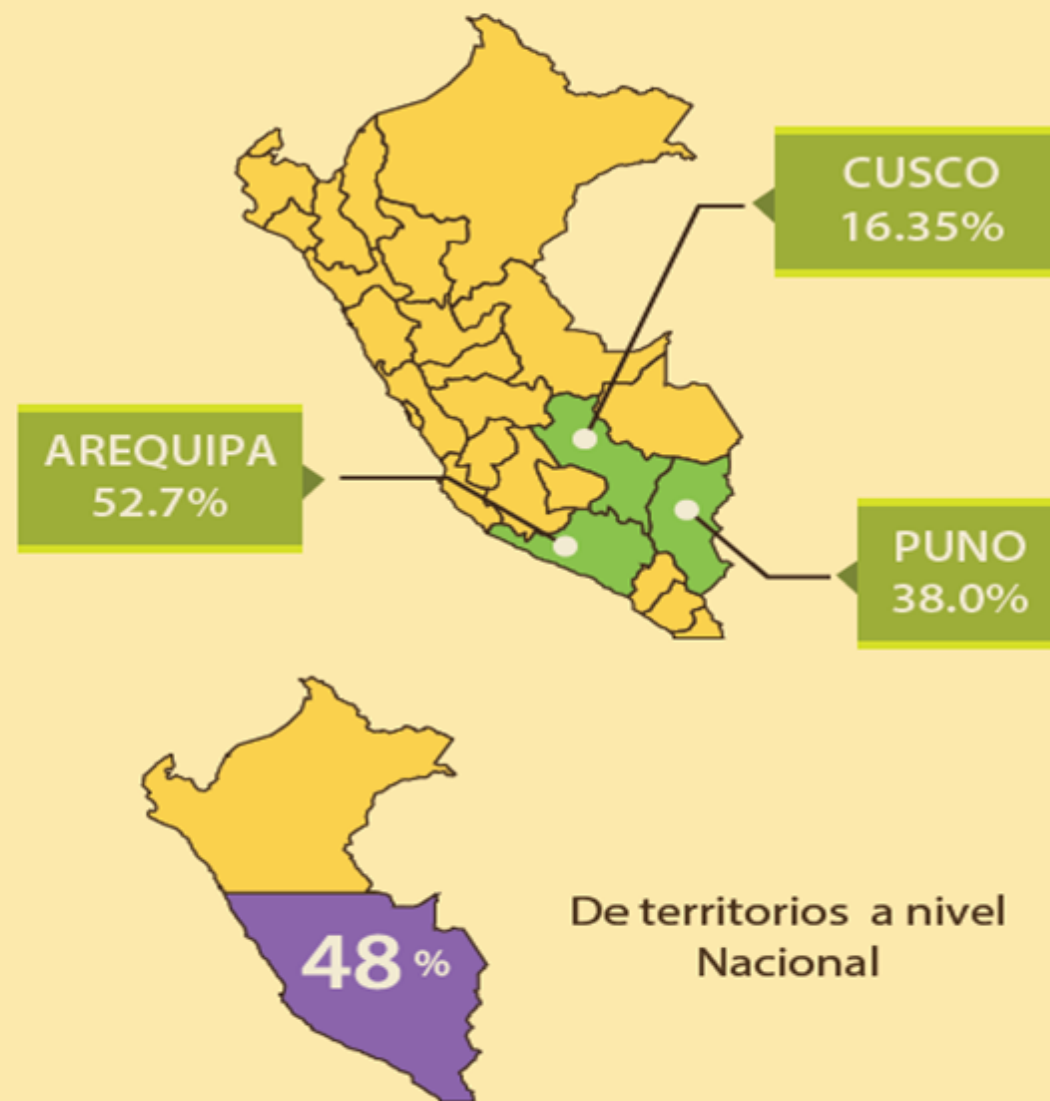 CUSCO
16.35%
AREQUIPA
52.7%
PUNO
38.0%
48 %
De territorios a nivel
Nacional